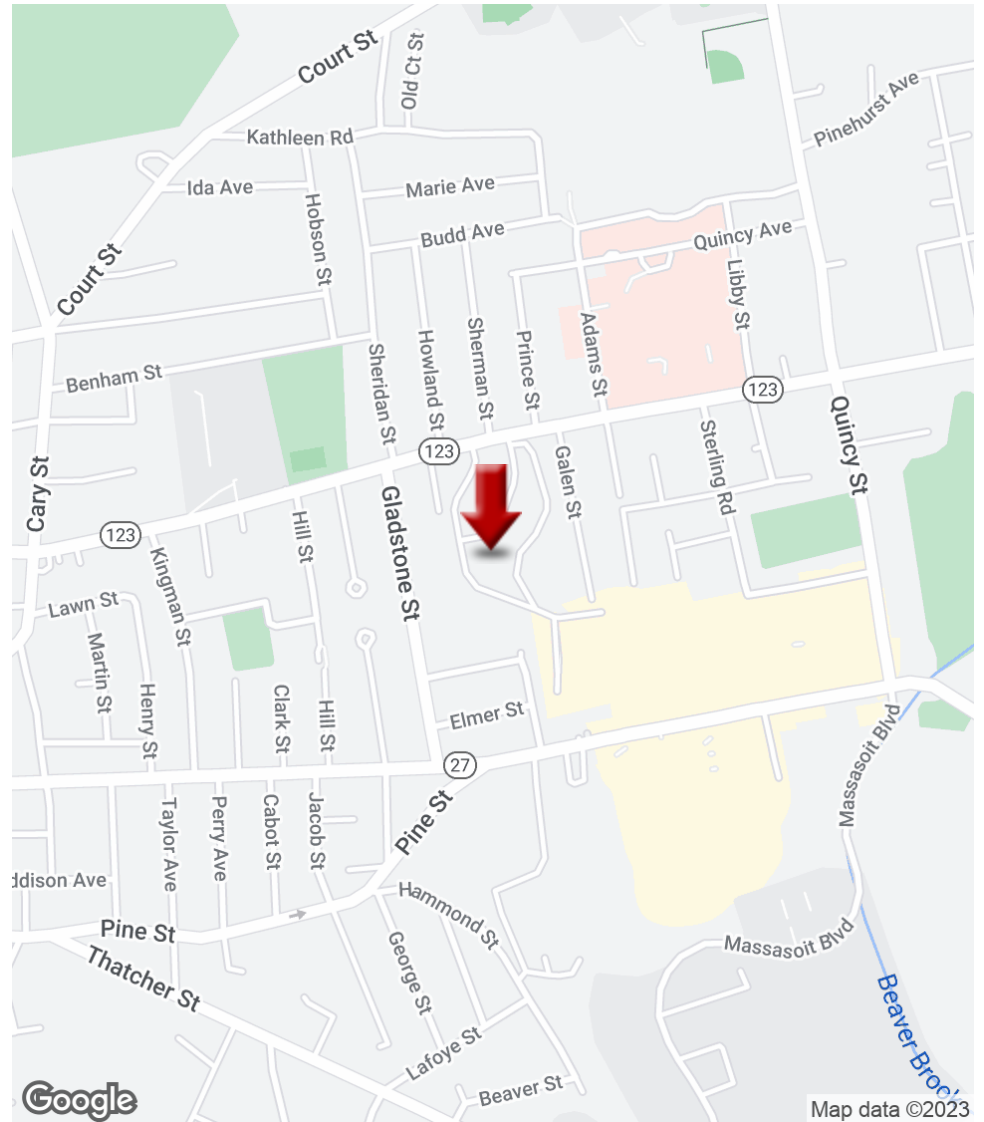 Court St
Old Ct St
Pinehurst Ave
Kathleen Rd
Ida Ave
Marie Ave
Hobson St
Budd Ave
Quincy Ave
Court St
Libby St
Adams St
Sherman St
Howland St
Prince St
Sheridan St
Benham St
123
Quincy St
123
Sterling Rd
Galen St
Cary St
Gladstone St
Hill St
123
Kingman St
Lawn St
Martin St
Henry St
Clark St
Hill St
Elmer St
27
Massasoit Blvd
Taylor Ave
Perry Ave
Cabot St
Jacob St
Pine St
ddison Ave
Hammond St
Pine St
Massasoit Blvd
Thatcher St
George St
Beaver Brook
Lafoye St
Beaver St
Google
Map data ©2023